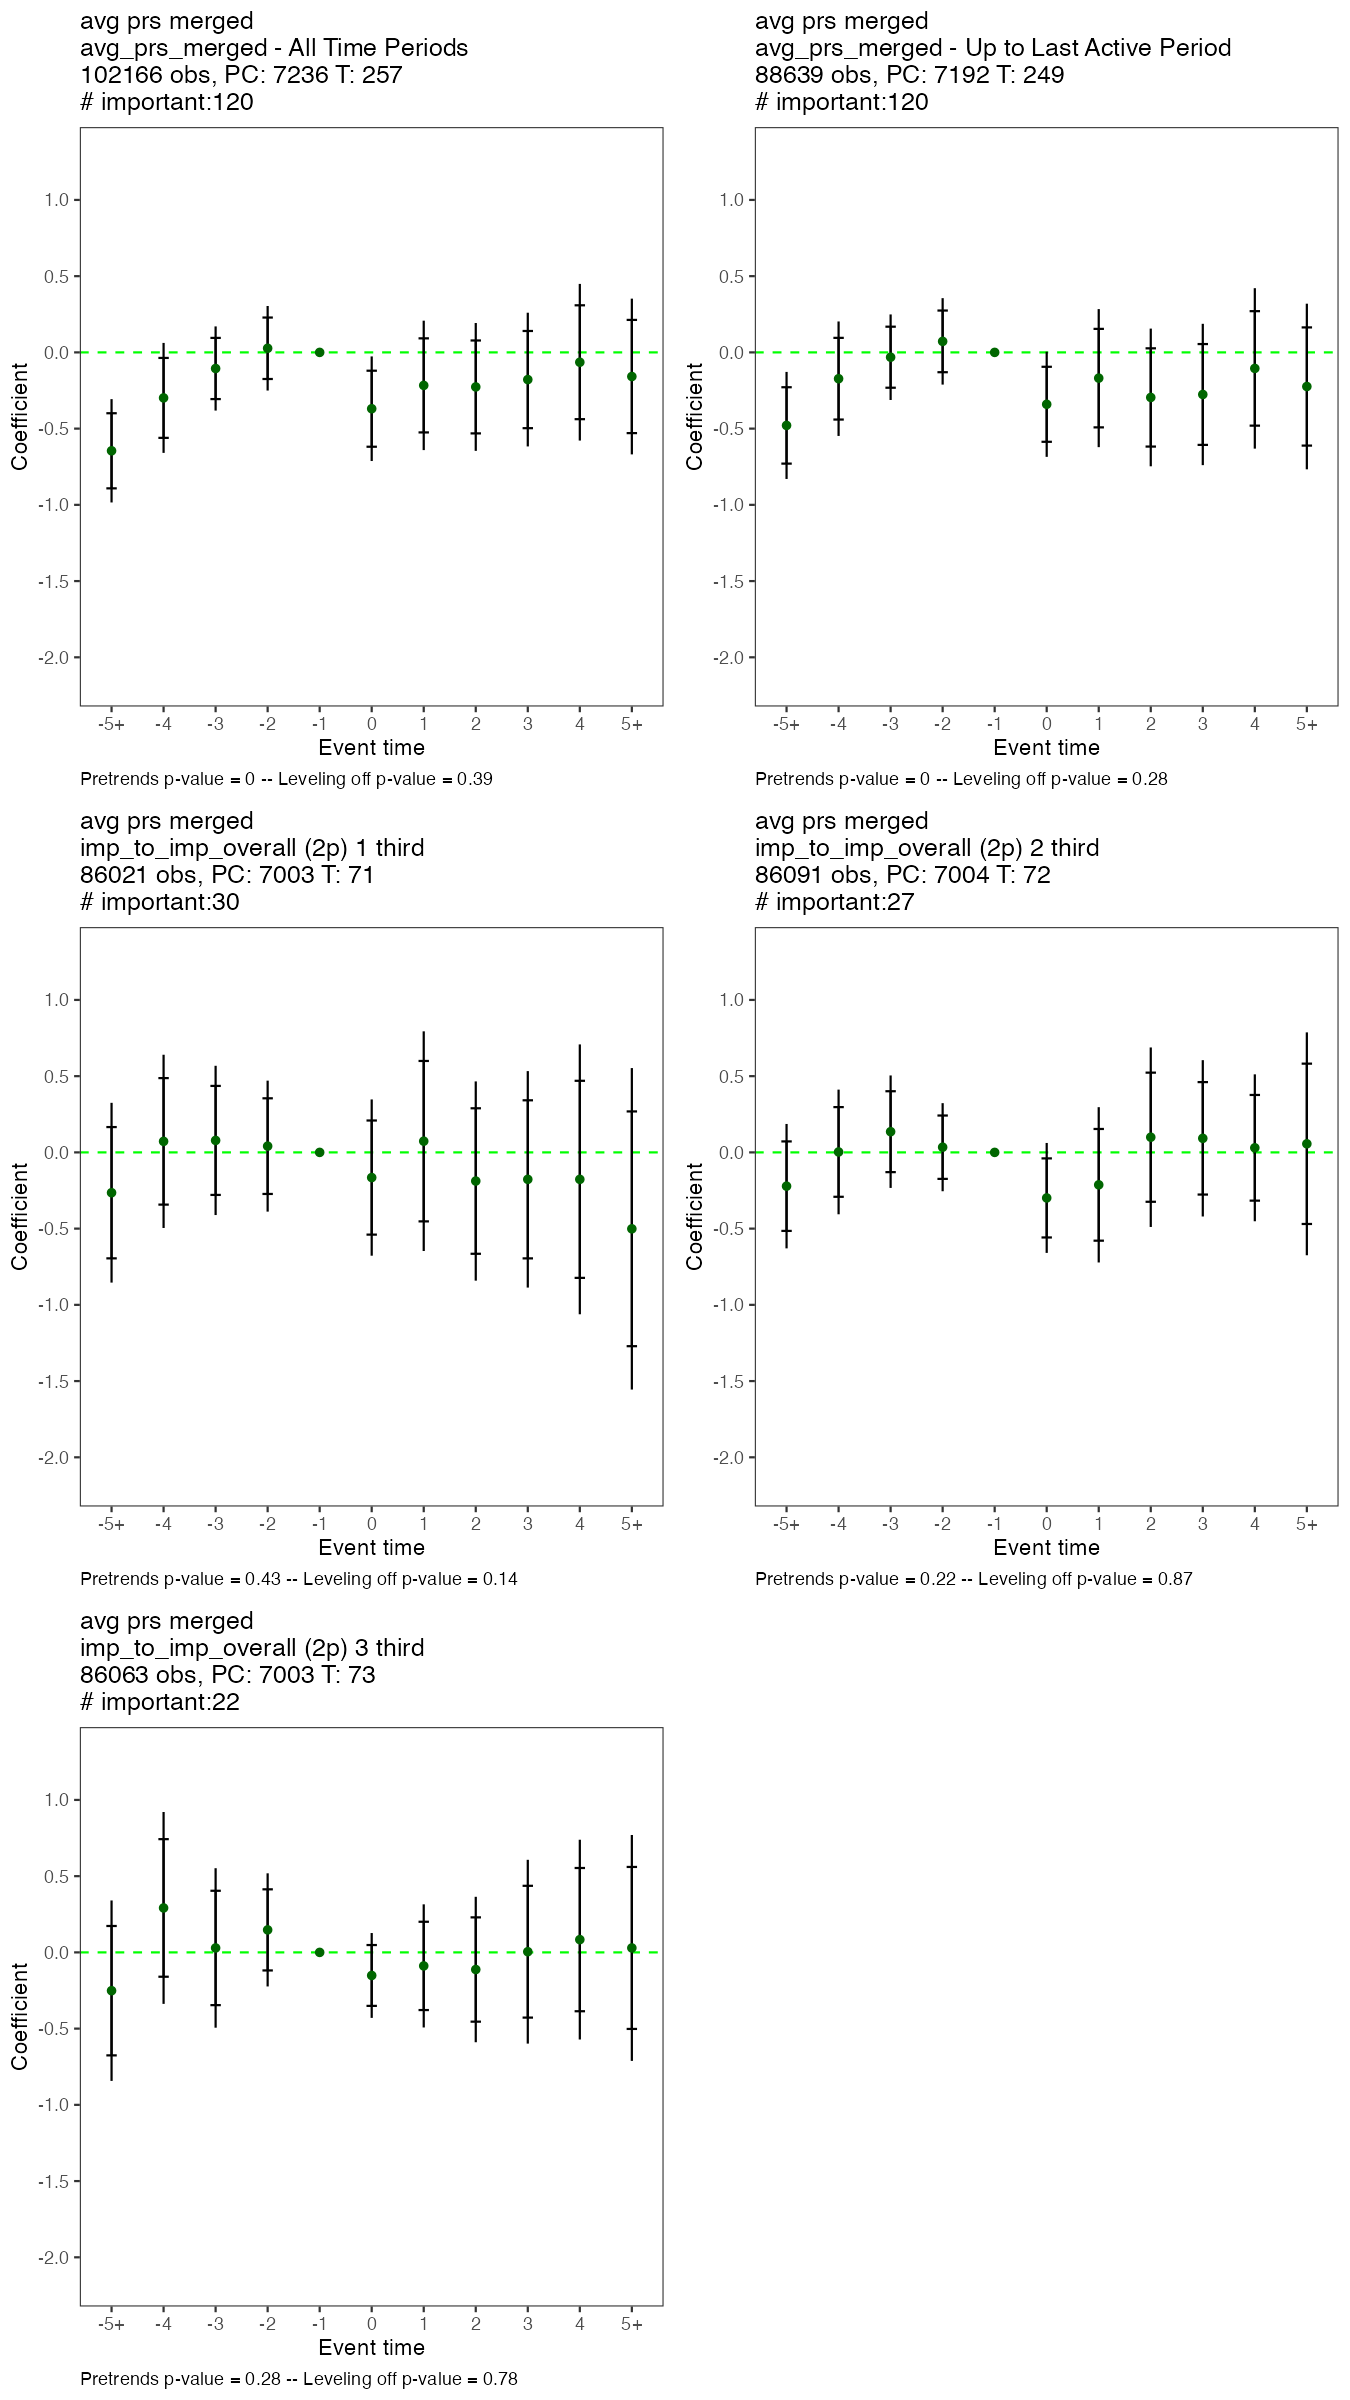 avg prs merged
avg_prs_merged - All Time Periods
102166 obs, PC: 7236 T: 257
# important:120
1.0
0.5
0.0
-0.5
-1.0
-1.5
-2.0
Coefficient
-5+ -4 -3 -2 -1 0 1 2 3 4 5+
Event time
Pretrends p-value = 0 -- Leveling off p-value = 0.39
avg prs merged
avg_prs_merged - Up to Last Active Period
88639 obs, PC: 7192 T: 249
# important:120
1.0
0.5
0.0
-0.5
-1.0
-1.5
-2.0
Coefficient
-5+ -4 -3 -2 -1 0 1 2 3 4 5+
Event time
Pretrends p-value = 0 -- Leveling off p-value = 0.28
avg prs merged
imp_to_imp_overall (2p) 1 third
86021 obs, PC: 7003 T: 71
# important:30
1.0
0.5
0.0
-0.5
-1.0
-1.5
-2.0
Coefficient
-5+ -4 -3 -2 -1 0 1 2 3 4 5+
Event time
Pretrends p-value = 0.43 -- Leveling off p-value = 0.14
avg prs merged
imp_to_imp_overall (2p) 2 third
86091 obs, PC: 7004 T: 72
# important:27
1.0
0.5
0.0
-0.5
-1.0
-1.5
-2.0
Coefficient
-5+ -4 -3 -2 -1 0 1 2 3 4 5+
Event time
Pretrends p-value = 0.22 -- Leveling off p-value = 0.87
avg prs merged
imp_to_imp_overall (2p) 3 third
86063 obs, PC: 7003 T: 73
# important:22
1.0
0.5
0.0
-0.5
-1.0
-1.5
-2.0
Coefficient
-5+ -4 -3 -2 -1 0 1 2 3 4 5+
Event time
Pretrends p-value = 0.28 -- Leveling off p-value = 0.78